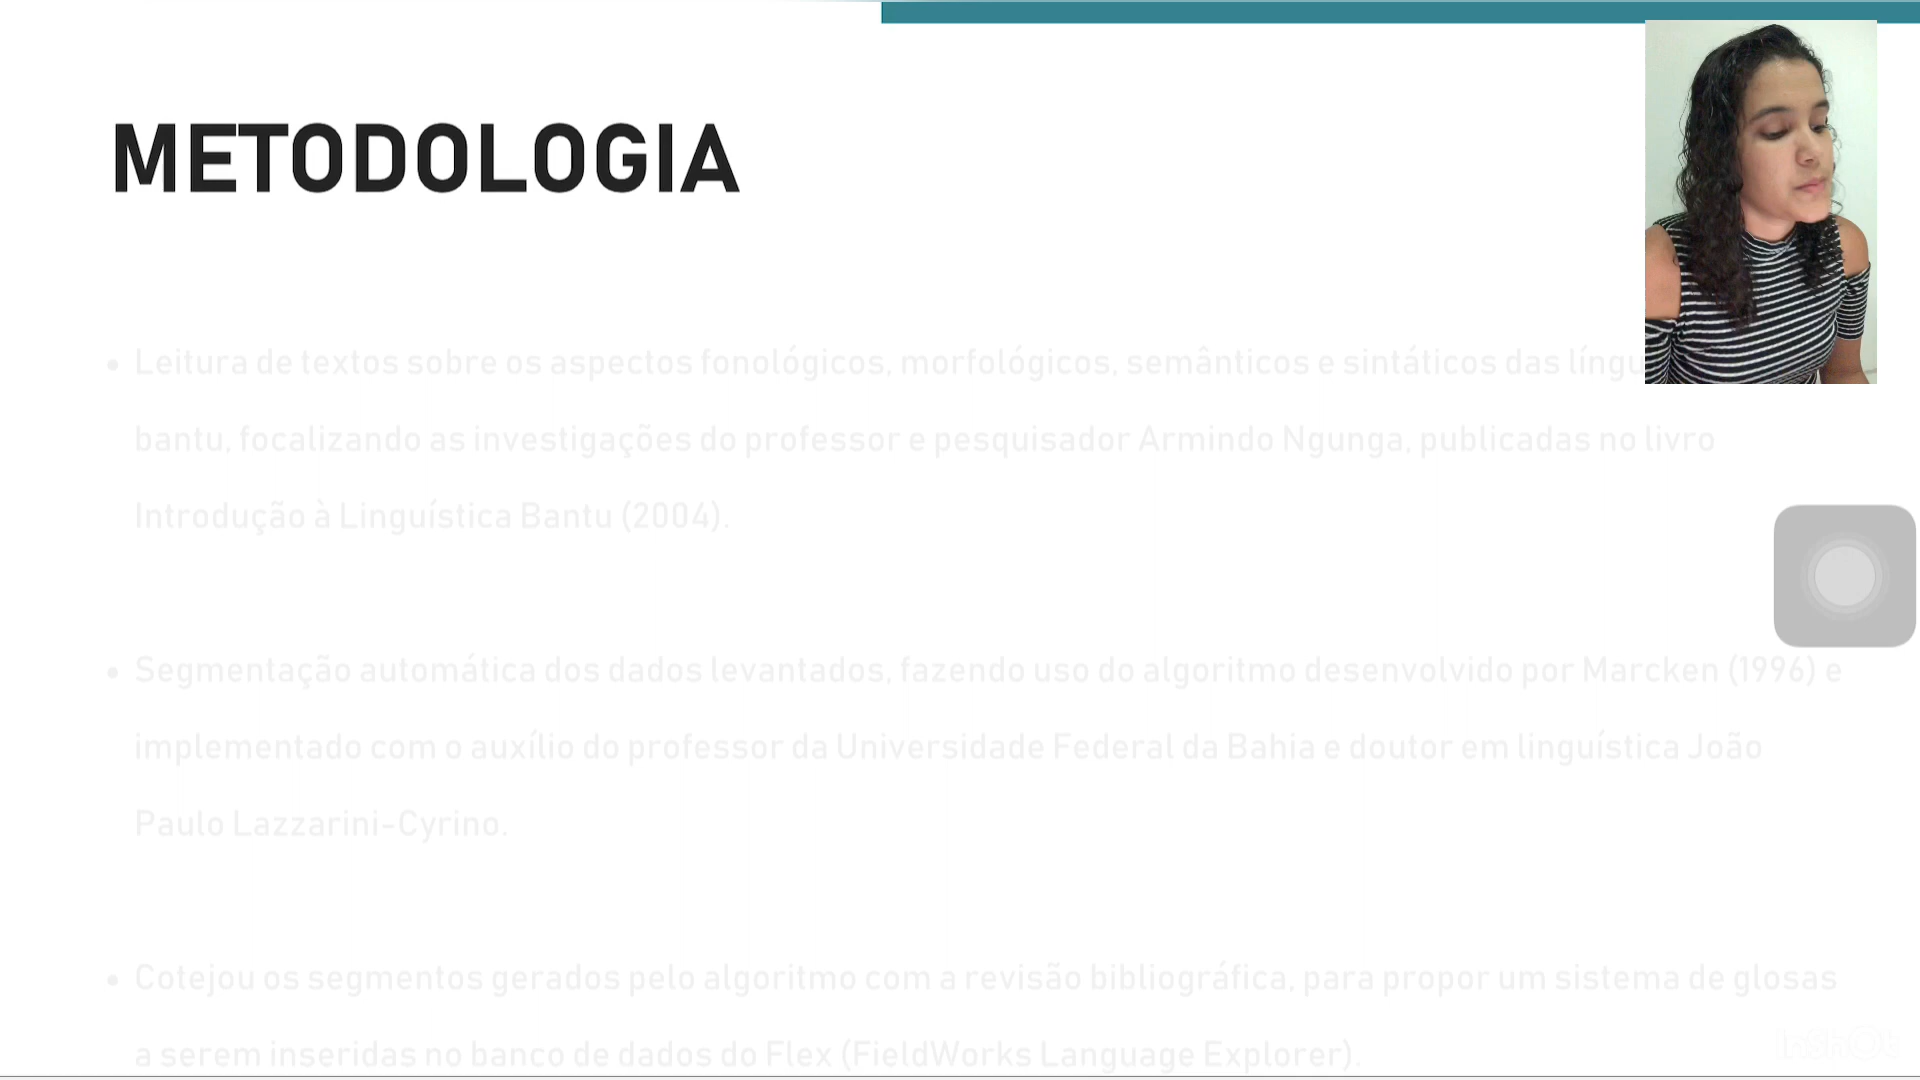 METODOLOGIA
• Leitura de textos sobre os aspectos fonológicos, morfológicos, semânticos e sintáticos das língu
bantu, focalizando as investigações do professor e pesquisador Armindo Ngunga, publicadas no livro
Introdução à Linguística Bantu (2004).
• Segmentação automática dos dados levantados, fazendo uso do algoritmo desenvolvido por Marcken (1996) e
implementado com o auxílio do professor da Universidade Federal da Bahia e doutor em linguística João
Paulo Lazzarini-Cyrino.
• Cotejou os segmentos gerados pelo algoritmo com a revisão bibliográfica, para propor um sistema de glosas
a serem inseridas no banco de dados do Flex (FieldWorks Language Explorer).
InShOt